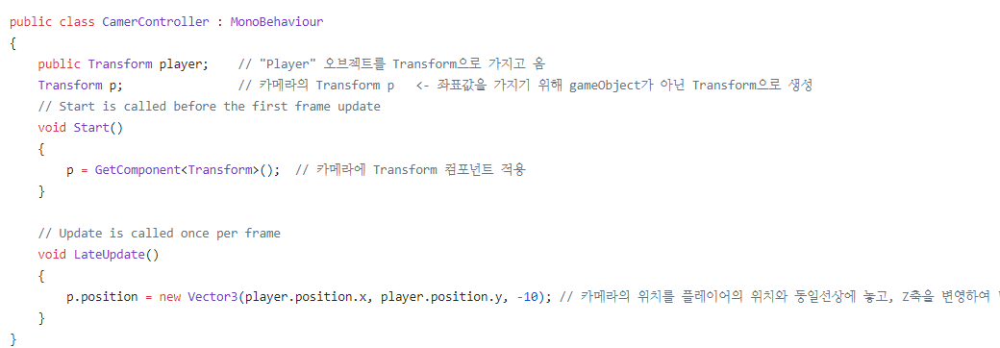 public class CamerController : MonoBehaviour
{
    public Transform player;    // "Player" 오브젝트를 Transform으로 가지고 옴
    Transform p;                // 카메라의 Transform p   <- 좌표값을 가지기 위해 gameObject가 아닌 Transform으로 생성
    // Start is called before the first frame update
    void Start()
    {
        p = GetComponent<Transform>();  // 카메라에 Transform 컴포넌트 적용
    }

    // Update is called once per frame
    void LateUpdate()
    {
        p.position = new Vector3(player.position.x, player.position.y, -10); // 카메라의 위치를 플레이어의 위치와 동일선상에 놓고, Z축을 변영하여
    }
}